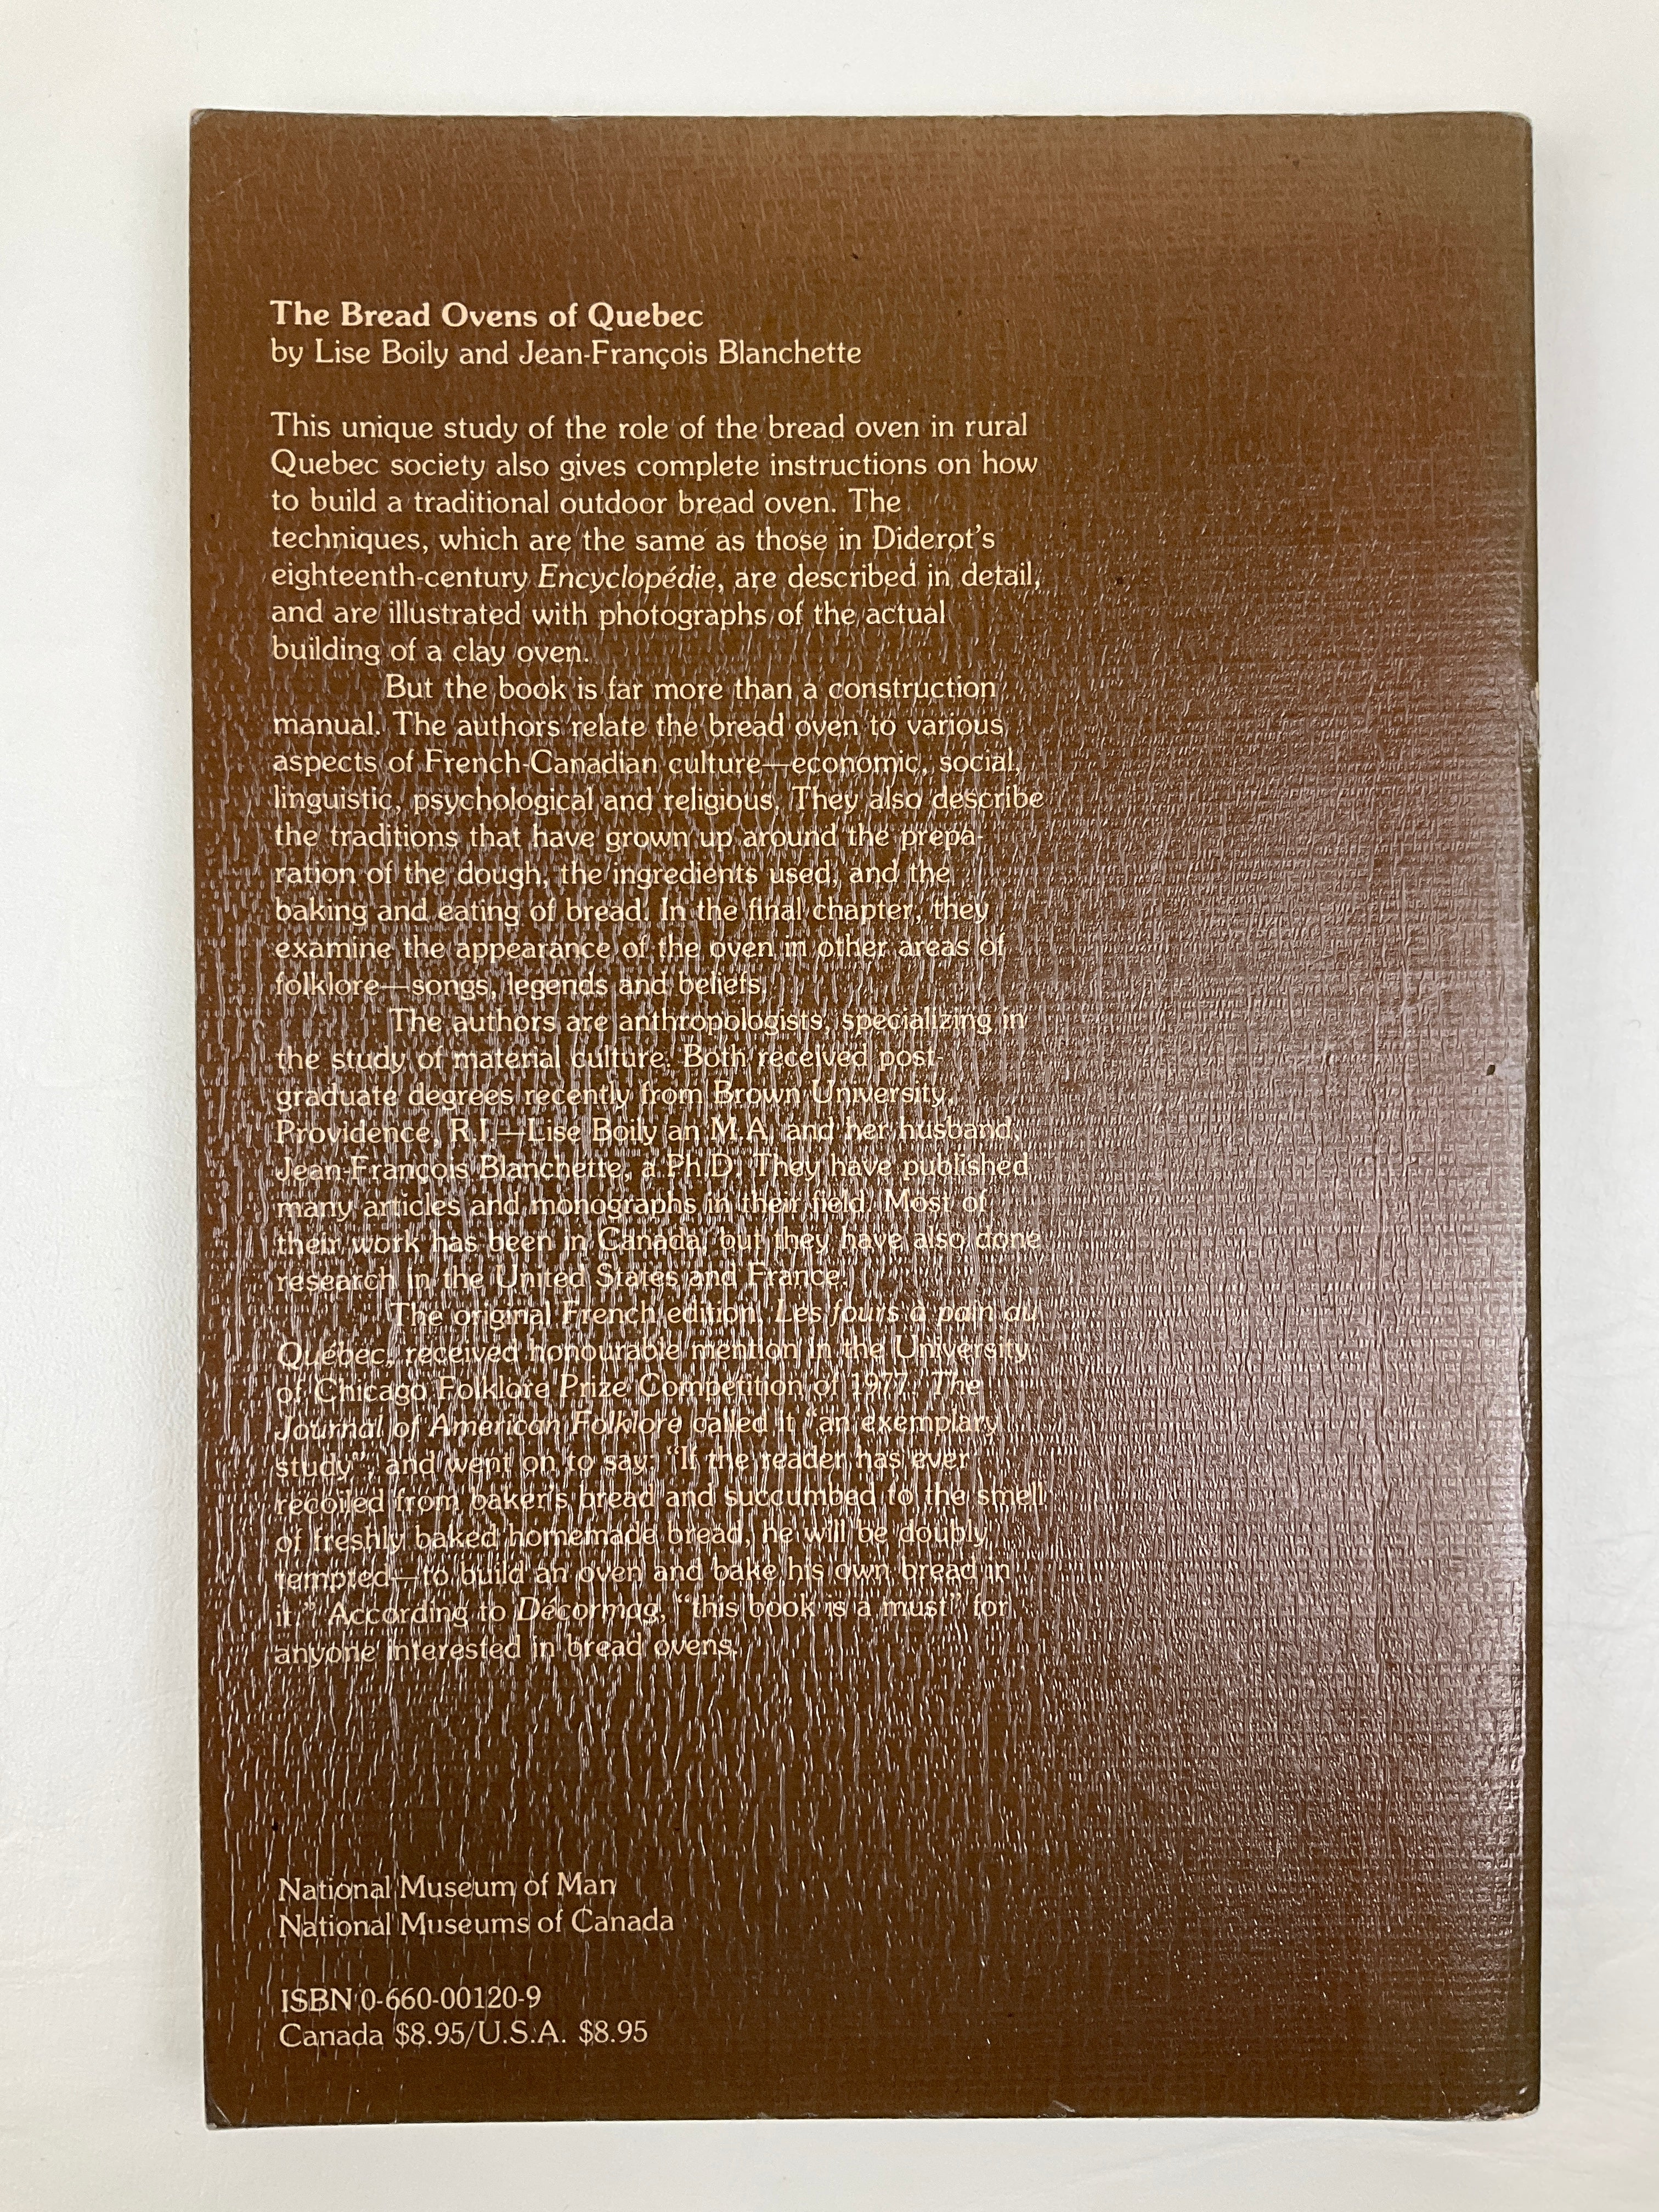 The Bread Ovens of Quebec
by Lise Boily and Jean-François Blanchette
This unique study of the role of the bread oven in rural
Quebec society also gives complete instructions on how
to build a traditional outdoor bread oven. The
techniques, which are the same as those in Diderot's
eighteenth-century Encyclopédie, are described in detail,
and are illustrated with photographs of the actual
building of a clay oven.
But the book is far more than a construction
manual. The authors relate the bread oven to various
aspects of French-Canadian culture—economic, social,
linguistic, psychological and religious. They also describe
the traditions that have grown up around the prepa-
ration of the dough, the ingredients used, and the
baking and eating of bread. In the final chapter, they
examine the appearance of the oven in other areas of
folklore—songs, legends and beliefs.
The authors are anthropologists, specializing in
the study of material culture. Both received post-
graduate degrees recently from Brown University,
Providence, R.I.—Lise Boily an M.A. and her husband,
Jean-François Blanchette, a Ph.D. They have published
many articles and monographs in their field. Most of
their work has been in Canada, but they have also done
research in the United States and France.
The original French edition, Les fours à pain au
Québec, received honourable mention in the University
of Chicago Folklore Prize Competition of 1977. The
Journal of American Folklore called it "an exemplary
study", and went on to say: "If the reader has ever
recoiled from baker's bread and succumbed to the smell
of freshly baked homemade bread, he will be doubly
tempted—to build an oven and bake his own bread in
it." According to Décormag, "this book is a must" for
anyone interested in bread ovens.
National Museum of Man
National Museums of Canada
ISBN 0-660-00120-9
Canada $8.95/U.S.A. $8.95